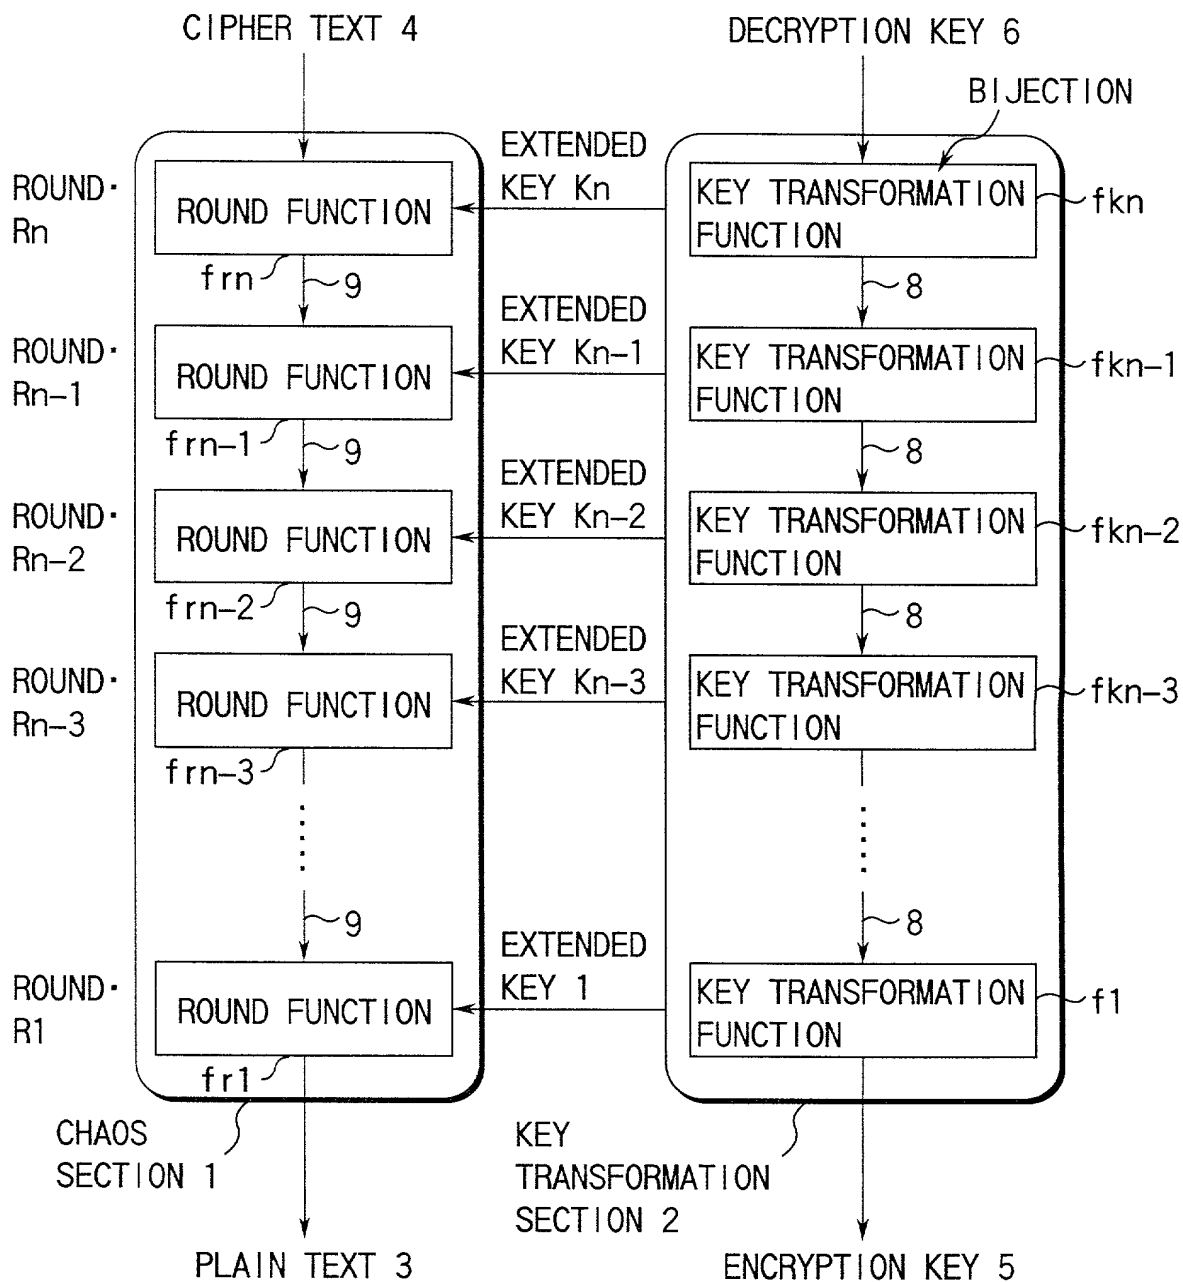 CIPHER TEXT 4
DECRYPTION KEY 6
BIJECTION
ROUND·
Rn
ROUND FUNCTION
frn
9
EXTENDED
KEY Kn
KEY TRANSFORMATION
FUNCTION
fkn
8
ROUND·
Rn-1
ROUND FUNCTION
frn-1
9
EXTENDED
KEY Kn-1
KEY TRANSFORMATION
FUNCTION
fkn-1
8
ROUND·
Rn-2
ROUND FUNCTION
frn-2
9
EXTENDED
KEY Kn-2
KEY TRANSFORMATION
FUNCTION
fkn-2
8
ROUND·
Rn-3
ROUND FUNCTION
frn-3
EXTENDED
KEY Kn-3
KEY TRANSFORMATION
FUNCTION
fkn-3
9
8
ROUND·
R1
ROUND FUNCTION
fr1
EXTENDED
KEY 1
KEY TRANSFORMATION
FUNCTION
f1
CHAOS
SECTION 1
KEY
TRANSFORMATION
SECTION 2
PLAIN TEXT 3
ENCRYPTION KEY 5